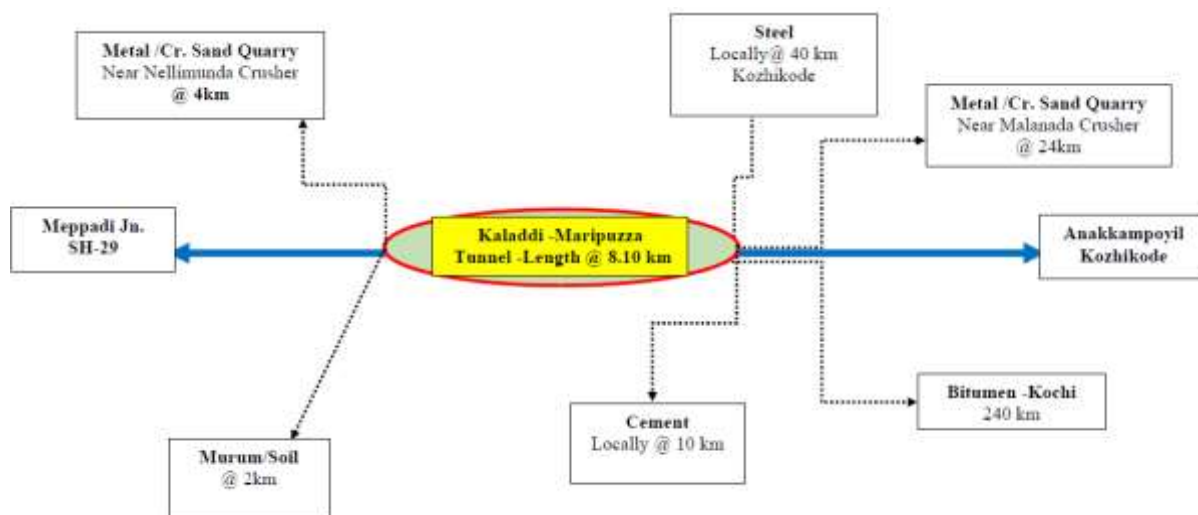 Metal /Cr. Sand Quarry
Near Nellimunda Crusher
@ 4km
Steel
Locally@ 40 km
Kozhikode
Metal /Cr. Sand Quarry
Near Malanada Crusher
@ 24km
Meppadi Jn.
SH-29
Kaladdi -Maripuzza
Tunnel -Length @ 8.10 km
Anakkampoyil
Kozhikode
Murum/Soil
@ 2km
Cement
Locally @ 10 km
Bitumen -Kochi
240 km